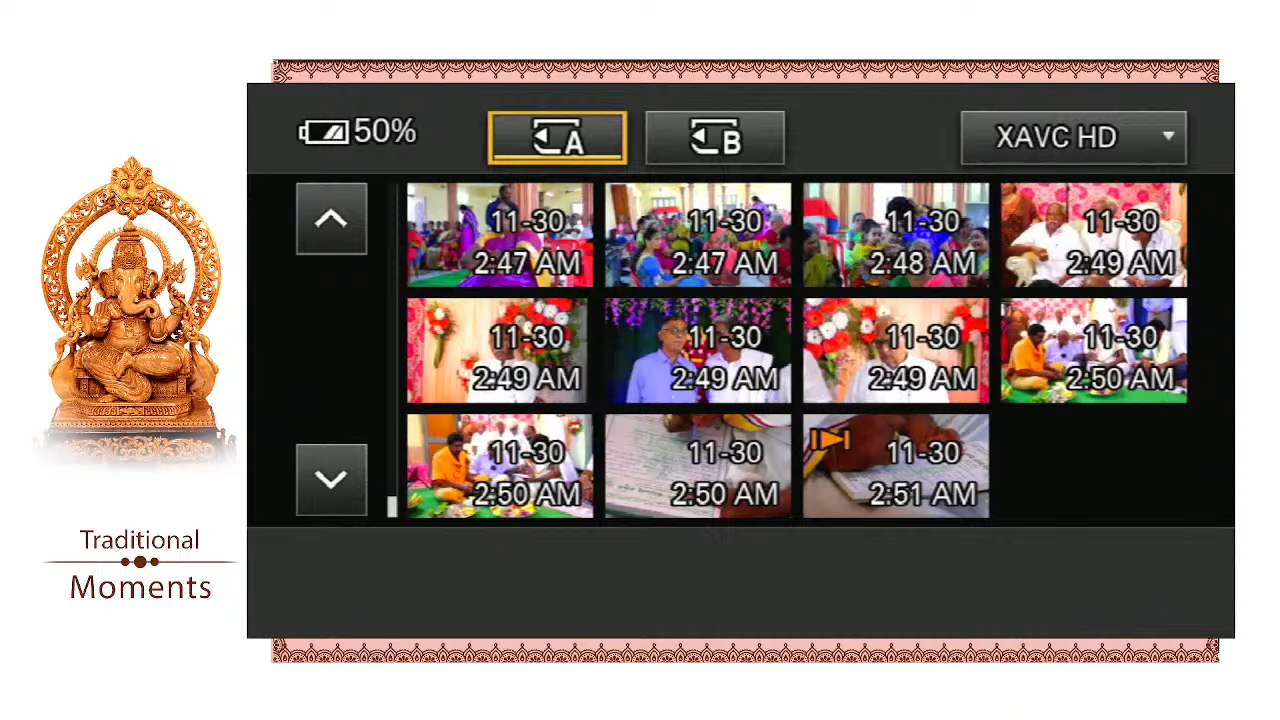 50%
A
B
XAVC HD
11-30
2:47 AM
11-30
2:47 AM
11-30
2:48 AM
11-30
2:49 AM
11-30
2:49 AM
11-30
2:49 AM
11-30
2:49 AM
11-30
2:50 AM
11-30
2:50 AM
11-30
2:50 AM
11-30
2:51 AM
Traditional
Moments